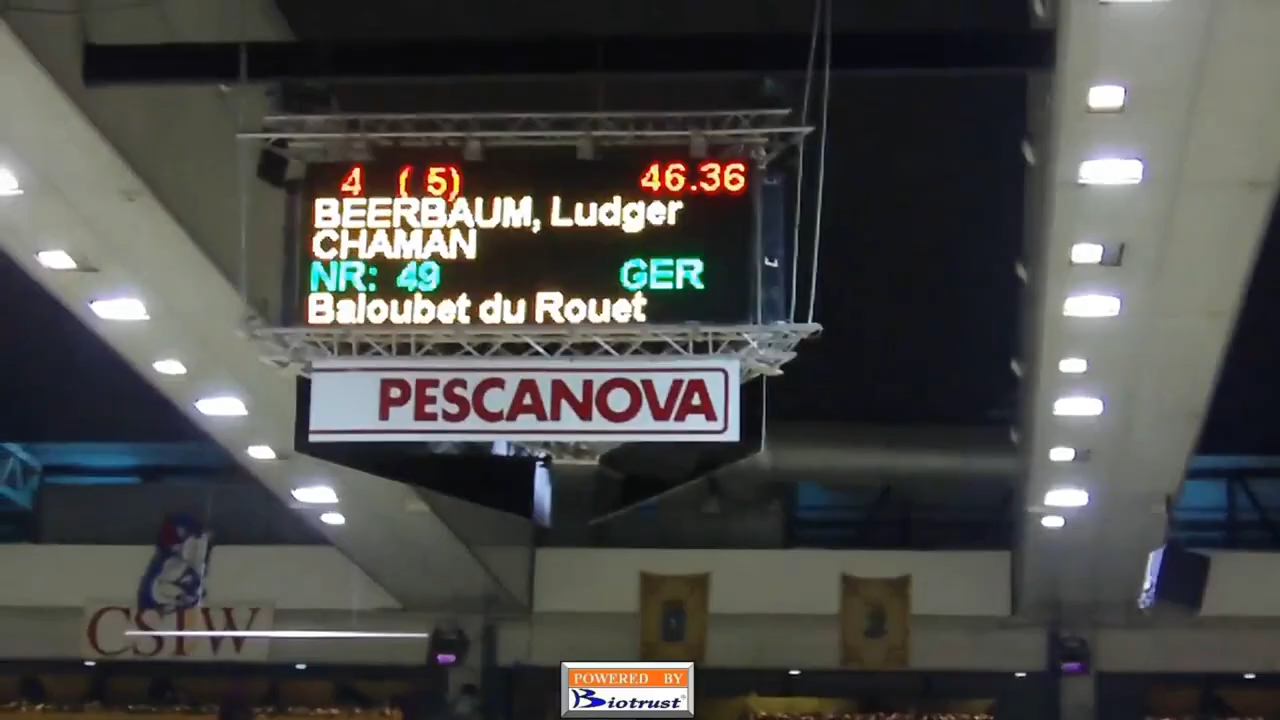 4 ( 5) 46.36
BEERBAUM, Ludger
CHAMAN
NR: 49 GER
Baloubet du Rouet
PESCANOVA
CSIW
POWERED BY
Biotrust